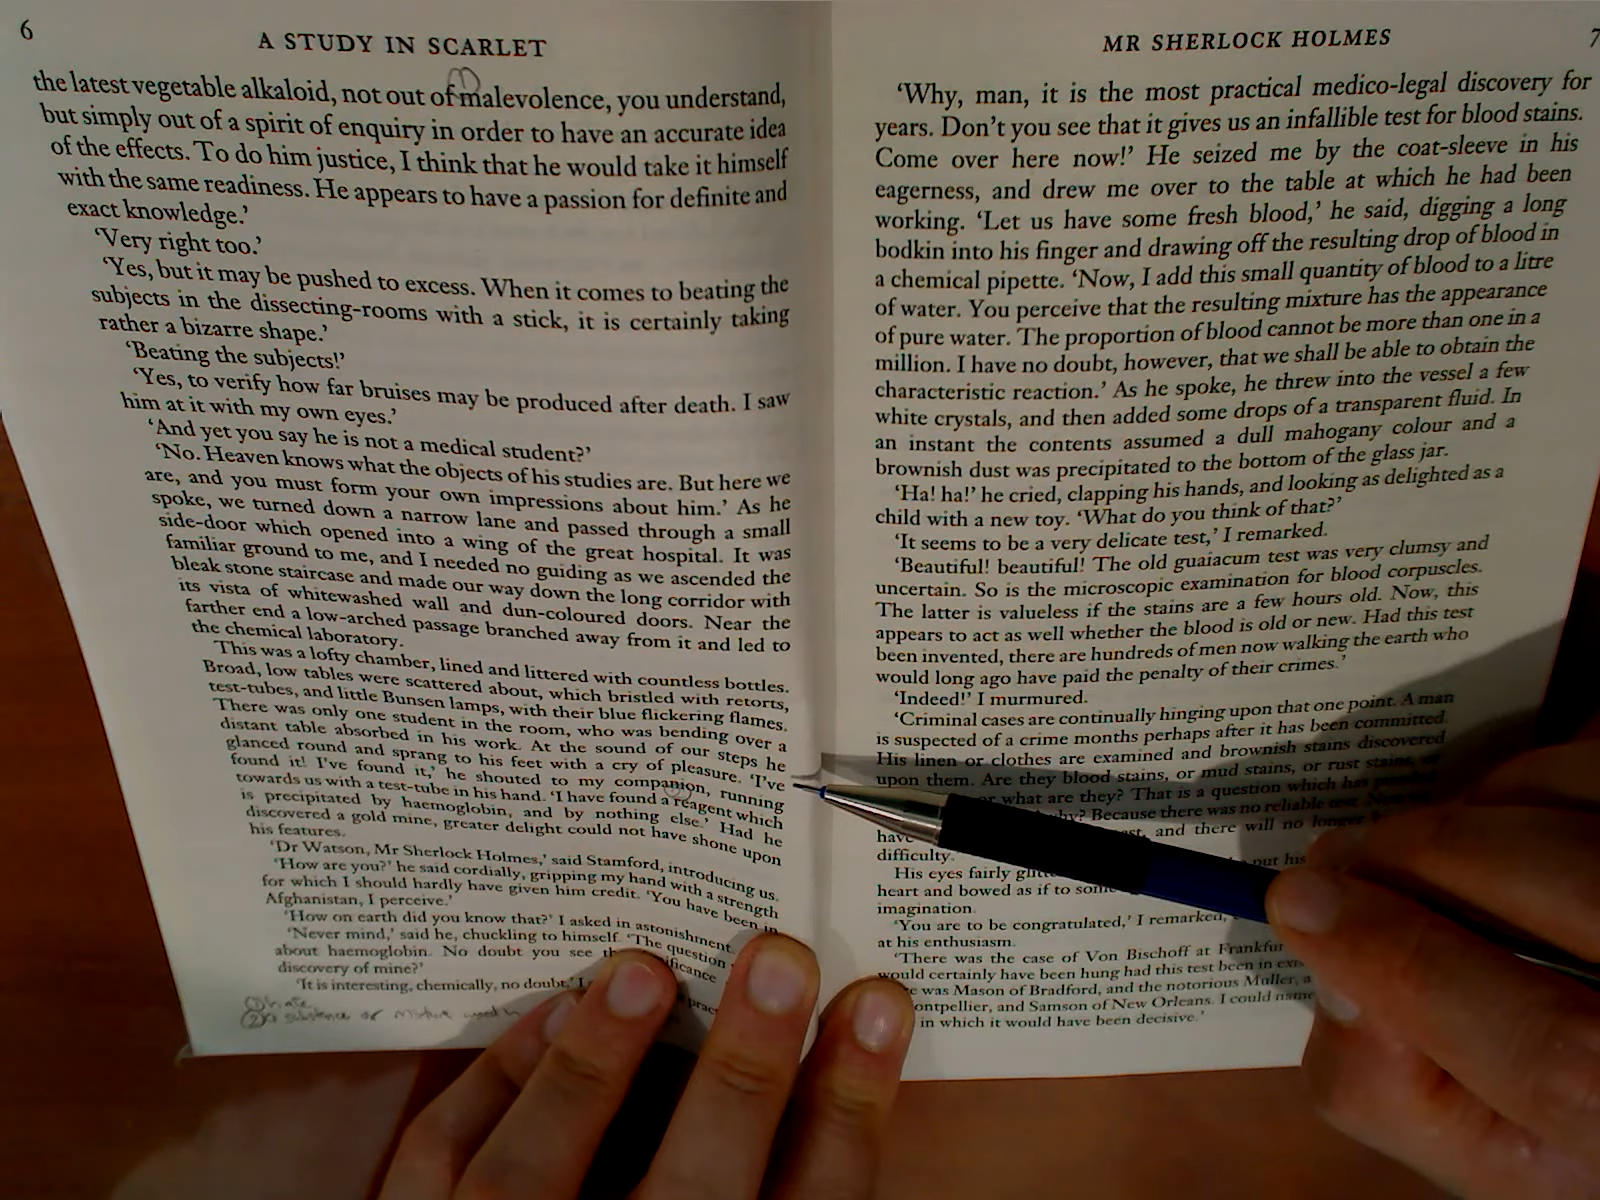 6
A STUDY IN SCARLET
the latest vegetable alkaloid, not out of malevolence, you understand,
but simply out of a spirit of enquiry in order to have an accurate idea
of the effects. To do him justice, I think that he would take it himself
with the same readiness. He appears to have a passion for definite and
exact knowledge.’
‘Very right too.’
‘Yes, but it may be pushed to excess. When it comes to beating the
subjects in the dissecting-rooms with a stick, it is certainly taking
rather a bizarre shape.’
‘Beating the subjects!’
‘Yes, to verify how far bruises may be produced after death. I saw
him at it with my own eyes.’
‘And yet you say he is not a medical student?’
‘No. Heaven knows what the objects of his studies are. But here we
are, and you must form your own impressions about him.’ As he
spoke, we turned down a narrow lane and passed through a small
side-door which opened into a wing of the great hospital. It was
familiar ground to me, and I needed no guiding as we ascended the
bleak stone staircase and made our way down the long corridor with
its vista of whitewashed wall and dun-coloured doors. Near the
farther end a low-arched passage branched away from it and led to
the chemical laboratory.
This was a lofty chamber, lined and littered with countless bottles.
Broad, low tables were scattered about, which bristled with retorts,
test-tubes, and little Bunsen lamps, with their blue flickering flames.
There was only one student in the room, who was bending over a
distant table absorbed in his work. At the sound of our steps he
glanced round and sprang to his feet with a cry of pleasure. ‘I’ve
found it! I’ve found it,’ he shouted to my companion, running
towards us with a test-tube in his hand. ‘I have found a reagent which
is precipitated by haemoglobin, and by nothing else.’ Had he
discovered a gold mine, greater delight could not have shone upon
his features.
‘Dr Watson, Mr Sherlock Holmes,’ said Stamford, introducing us.
‘How are you?’ he said cordially, gripping my hand with a strength
for which I should hardly have given him credit. ‘You have been in
Afghanistan, I perceive.’
‘How on earth did you know that?’ I asked in astonishment.
‘Never mind,’ said he, chuckling to himself. ‘The question
about haemoglobin. No doubt you see
discovery of mine?’
‘It is interesting, chemically, no doubt,’ I
① hate
② a substance or mixture used
MR SHERLOCK HOLMES
7
‘Why, man, it is the most practical medico-legal discovery for
years. Don’t you see that it gives us an infallible test for blood stains.
Come over here now!’ He seized me by the coat-sleeve in his
eagerness, and drew me over to the table at which he had been
working. ‘Let us have some fresh blood,’ he said, digging a long
bodkin into his finger and drawing off the resulting drop of blood in
a chemical pipette. ‘Now, I add this small quantity of blood to a litre
of water. You perceive that the resulting mixture has the appearance
of pure water. The proportion of blood cannot be more than one in a
million. I have no doubt, however, that we shall be able to obtain the
characteristic reaction.’ As he spoke, he threw into the vessel a few
white crystals, and then added some drops of a transparent fluid. In
an instant the contents assumed a dull mahogany colour and a
brownish dust was precipitated to the bottom of the glass jar.
‘Ha! ha!’ he cried, clapping his hands, and looking as delighted as a
child with a new toy. ‘What do you think of that?’
‘It seems to be a very delicate test,’ I remarked.
‘Beautiful! beautiful! The old guaiacum test was very clumsy and
uncertain. So is the microscopic examination for blood corpuscles.
The latter is valueless if the stains are a few hours old. Now, this
appears to act as well whether the blood is old or new. Had this test
been invented, there are hundreds of men now walking the earth who
would long ago have paid the penalty of their crimes.’
‘Indeed!’ I murmured.
‘Criminal cases are continually hinging upon that one point. A man
is suspected of a crime months perhaps after it has been committed.
His linen or clothes are examined and brownish stains discovered
upon them. Are they blood stains, or mud stains, or rust stains,
or what are they? That is a question which has
Because there was no reliable test.
have and there will no longer
difficulty.
His eyes fairly put his
heart and bowed as if to
imagination.
‘You are to be congratulated,’ I remarked,
at his enthusiasm.
‘There was the case of Von Bischoff at
would certainly have been hung had this test been in
was Mason of Bradford, and the notorious Muller,
and Samson of New Orleans. I could name
in which it would have been decisive.’